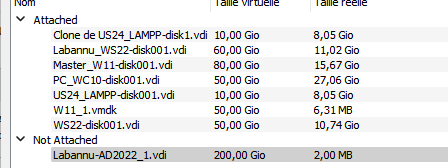 Taille virtuelle Taille réelle
Attached
Clone de US24_LAMPP-disk1.vdi 10,00 Gio 8,05 Gio
Labannu_WS22-disk001.vdi 60,00 Gio 11,02 Gio
Master_W11-disk001.vdi 80,00 Gio 15,67 Gio
PC_WC10-disk001.vdi 50,00 Gio 27,06 Gio
US24_LAMPP-disk001.vdi 10,00 Gio 8,05 Gio
W11_1.vmdk 50,00 Gio 6,31 MB
WS22-disk001.vdi 50,00 Gio 10,74 Gio
Not Attached
Labannu-AD2022_1.vdi 200,00 Gio 2,00 MB